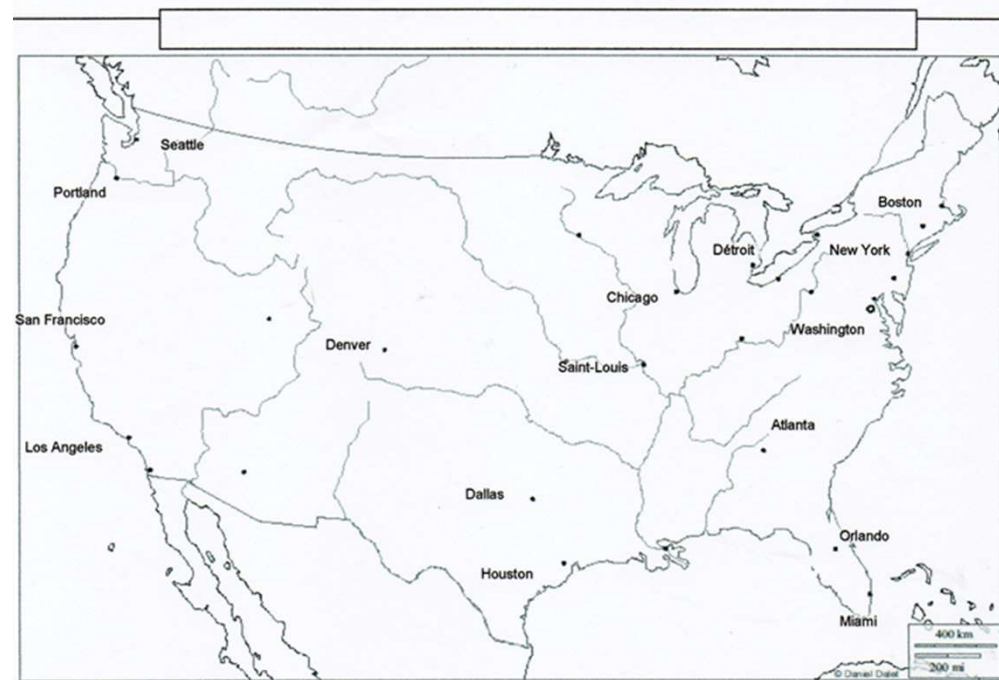 Seattle
Portland
Boston
Détroit
New York
Chicago
San Francisco
Washington
Denver
Saint-Louis
Atlanta
Los Angeles
Dallas
Orlando
Houston
Miami
400 km
200 mi
© Daniel Dalet